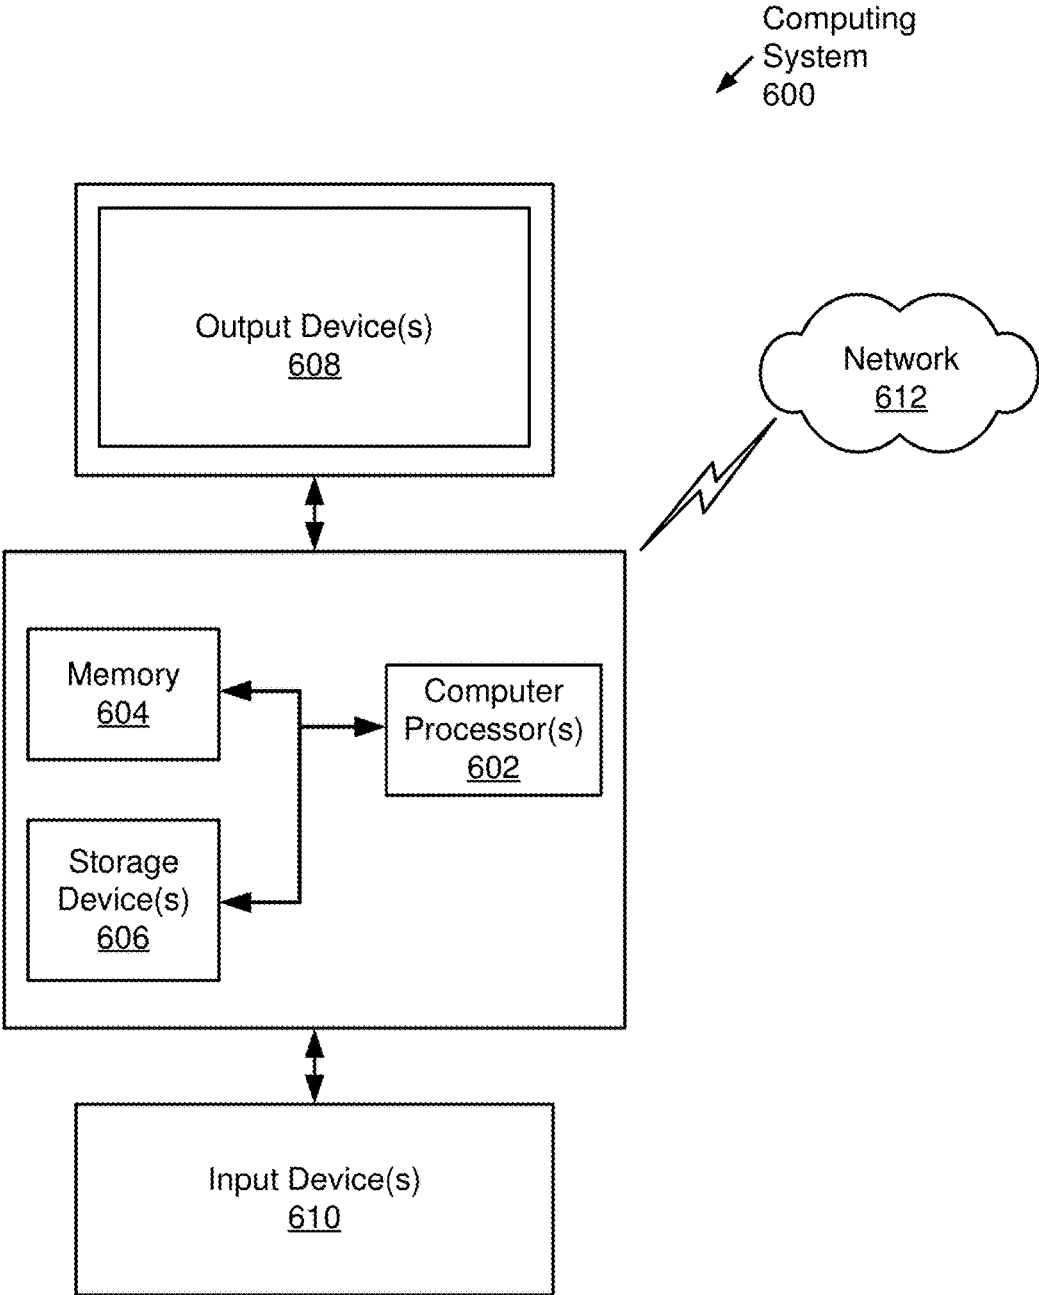 Computing
System
600
Output Device(s)
608
Network
612
Memory
604
Computer
Processor(s)
602
Storage
Device(s)
606
Input Device(s)
610